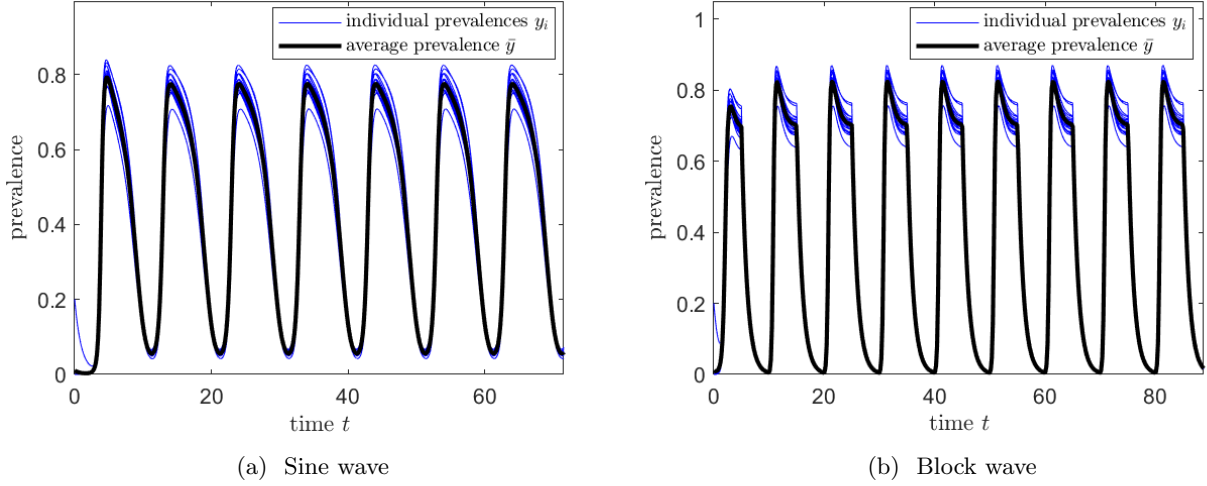 individual prevalences yᵢ
average prevalence ȳ
prevalence
0.8
0.6
0.4
0.2
0
0 20 40 60
time t
(a) Sine wave
individual prevalences yᵢ
average prevalence ȳ
prevalence
1
0.8
0.6
0.4
0.2
0
0 20 40 60 80
time t
(b) Block wave